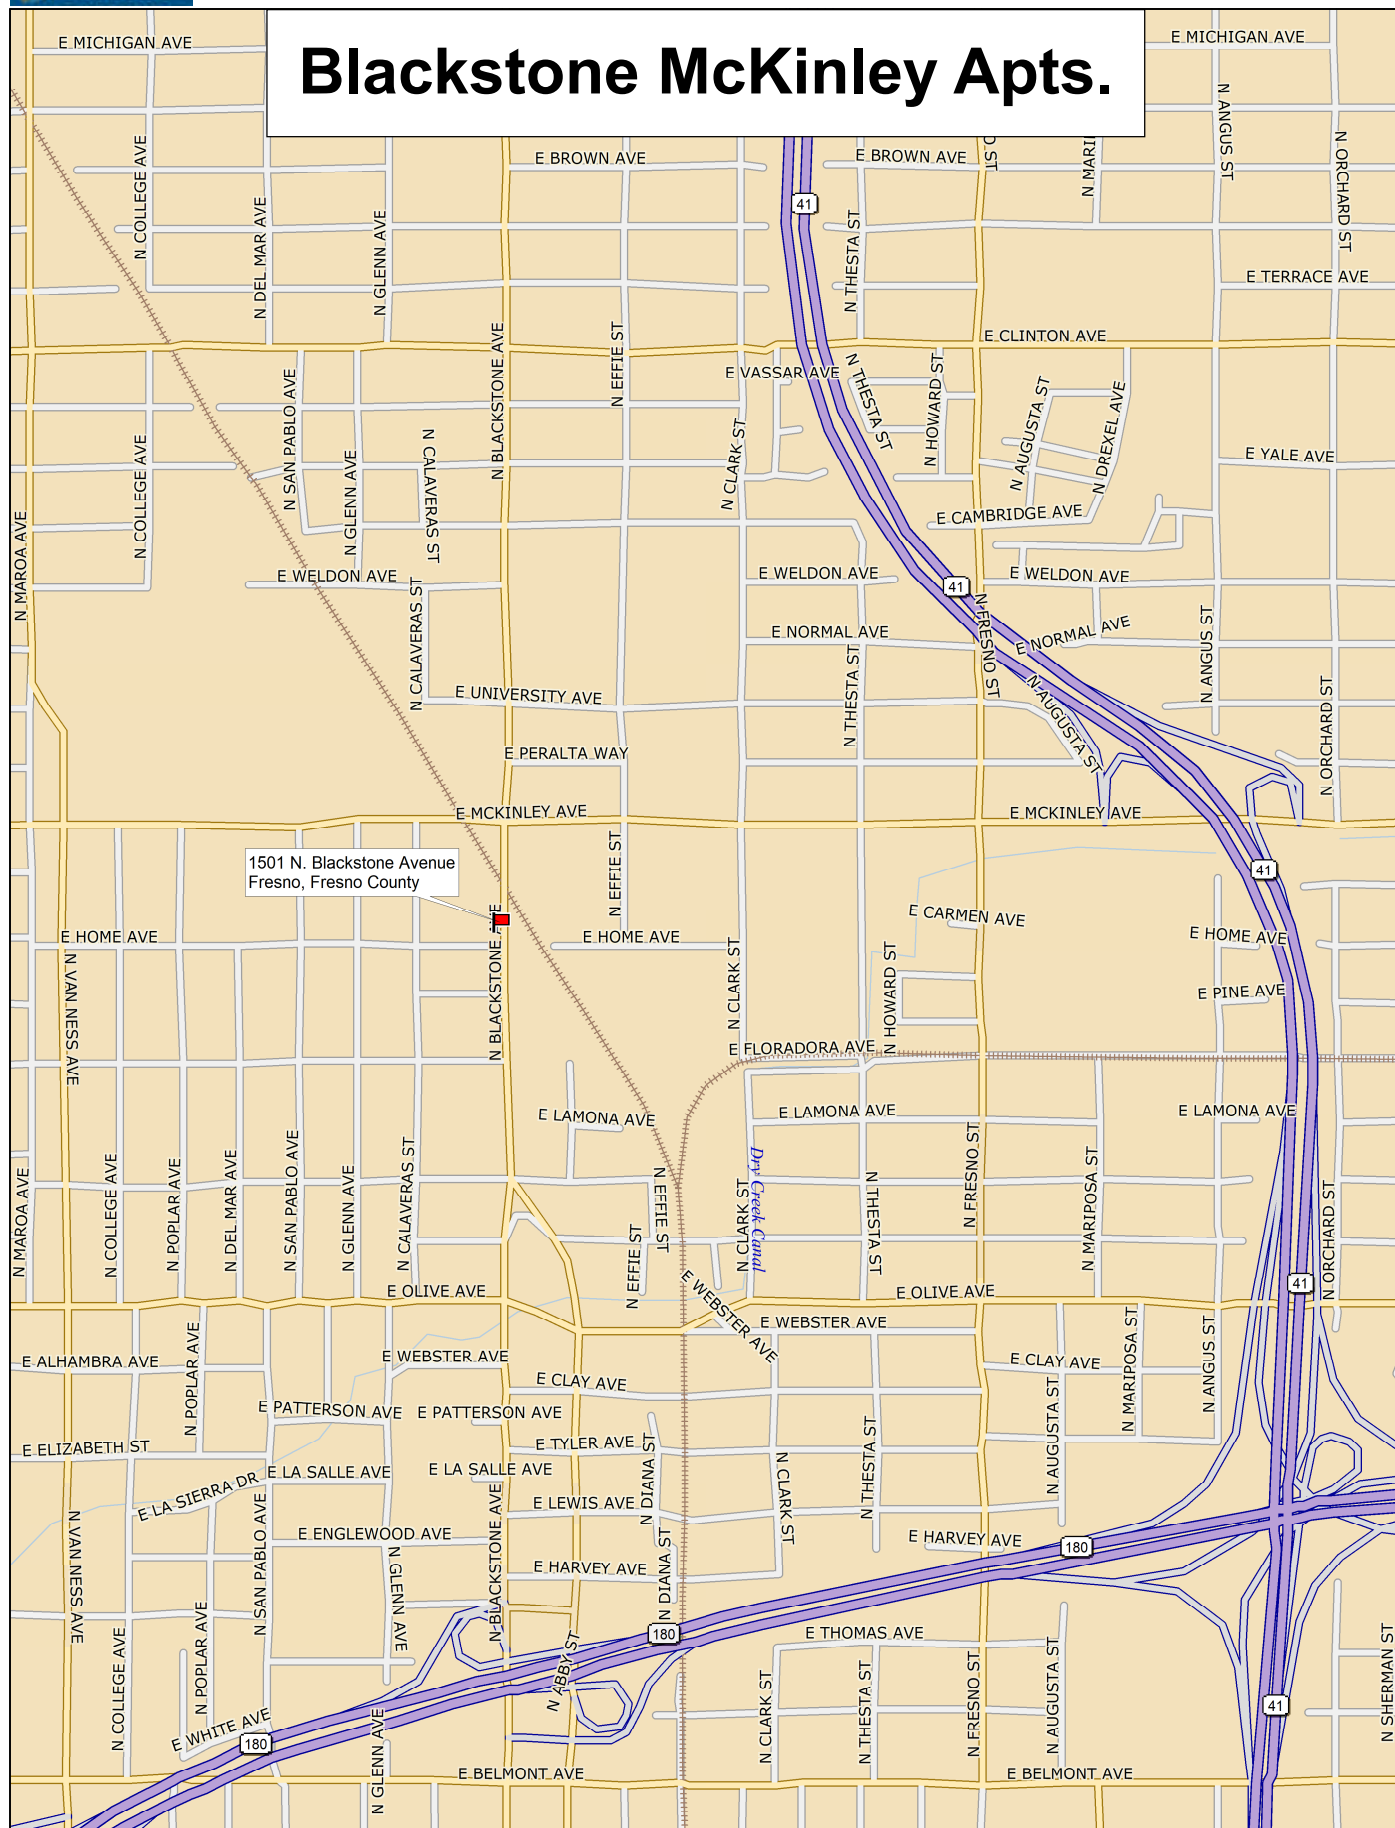 Blackstone McKinley Apts.
E MICHIGAN AVE
E MICHIGAN AVE
N COLLEGE AVE
N DEL MAR AVE
N GLENN AVE
E BROWN AVE
E BROWN AVE
41
N THESTA ST
N ANGUS ST
N ORCHARD ST
E TERRACE AVE
E CLINTON AVE
N BLACKSTONE AVE
N EFFIE ST
E VASSAR AVE
N THESTA ST
N HOWARD ST
N AUGUSTA ST
N DREXEL AVE
N SAN PABLO AVE
N COLLEGE AVE
N GLENN AVE
N CALAVERAS ST
N CLARK ST
E YALE AVE
E CAMBRIDGE AVE
N MAROA AVE
E WELDON AVE
E WELDON AVE
41
E WELDON AVE
N CALAVERAS ST
E NORMAL AVE
N FRESNO ST
E NORMAL AVE
N ANGUS ST
E UNIVERSITY AVE
N THESTA ST
N AUGUSTA ST
N ORCHARD ST
E PERALTA WAY
E MCKINLEY AVE
E MCKINLEY AVE
1501 N. Blackstone Avenue
Fresno, Fresno County
N EFFIE ST
41
E CARMEN AVE
E HOME AVE
N BLACKSTONE AVE
E HOME AVE
E HOME AVE
N VAN NESS AVE
N CLARK ST
N HOWARD ST
E PINE AVE
E FLORADORA AVE
E LAMONA AVE
E LAMONA AVE
E LAMONA AVE
N MAROA AVE
N COLLEGE AVE
N POPLAR AVE
N DEL MAR AVE
N SAN PABLO AVE
N GLENN AVE
N CALAVERAS ST
N EFFIE ST
N EFFIE ST
N CLARK ST
Dry Creek Canal
N THESTA ST
N FRESNO ST
N MARIPOSA ST
N ORCHARD ST
41
E OLIVE AVE
E OLIVE AVE
E WEBSTER AVE
E WEBSTER AVE
E ALHAMBRA AVE
N POPLAR AVE
E WEBSTER AVE
E CLAY AVE
E CLAY AVE
N MARIPOSA ST
N ANGUS ST
E PATTERSON AVE
E PATTERSON AVE
N AUGUSTA ST
E ELIZABETH ST
E TYLER AVE
N DIANA ST
N THESTA ST
E LA SIERRA DR
E LA SALLE AVE
E LA SALLE AVE
N CLARK ST
E LEWIS AVE
N VAN NESS AVE
N SAN PABLO AVE
E ENGLEWOOD AVE
N BLACKSTONE AVE
E HARVEY AVE
180
N GLENN AVE
E HARVEY AVE
N DIANA ST
180
E THOMAS AVE
N COLLEGE AVE
N POPLAR AVE
N ABBY ST
N CLARK ST
N THESTA ST
N FRESNO ST
N AUGUSTA ST
41
N SHERMAN ST
E WHITE AVE
180
N GLENN AVE
E BELMONT AVE
E BELMONT AVE